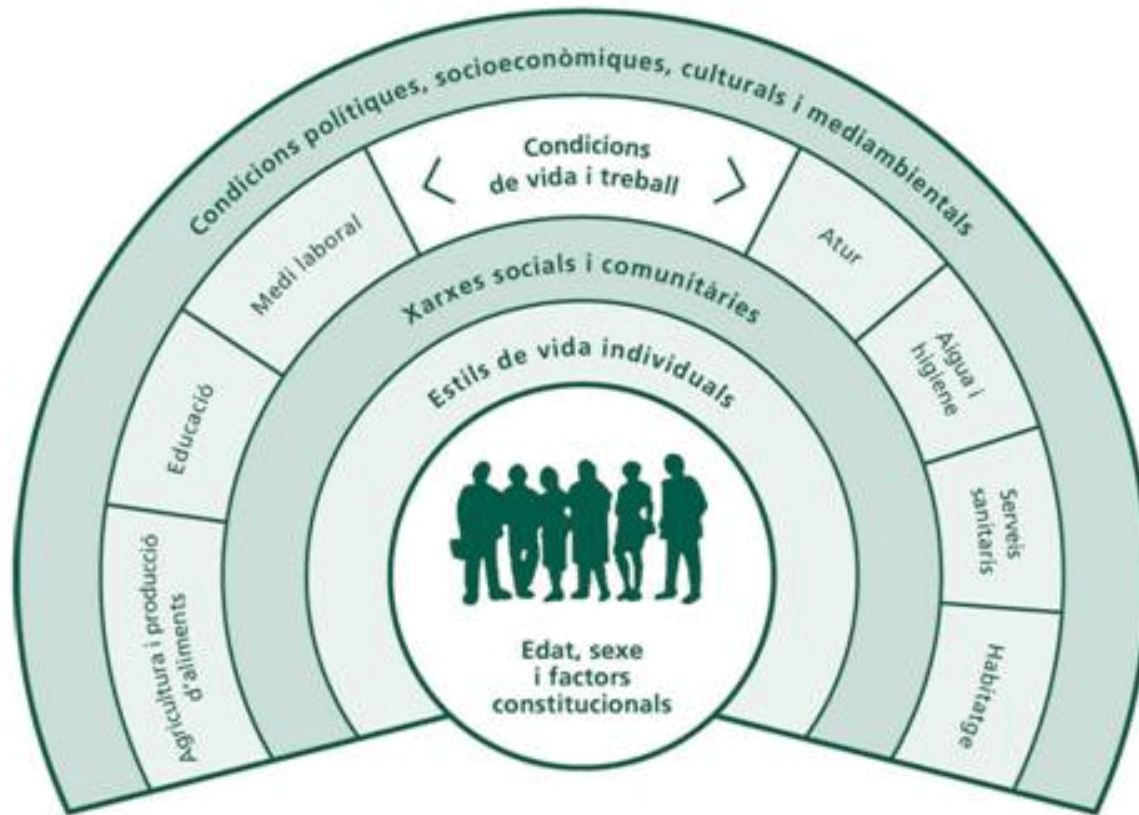 Condicions polítiques, socioeconòmiques, culturals i mediambientals
Condicions
de vida i treball
Medi laboral
Atur
Xarxes socials i comunitàries
Aigua i
higiene
Estils de vida individuals
Educació
Serveis
sanitaris
Agricultura i producció
d'aliments
Habitatge
Edat, sexe
i factors
constitucionals